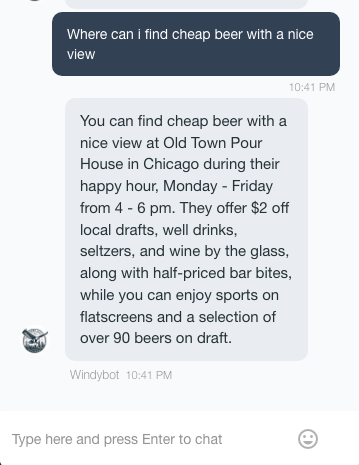 Where can i find cheap beer with a nice
view
10:41 PM
You can find cheap beer with a
nice view at Old Town Pour
House in Chicago during their
happy hour, Monday - Friday
from 4 - 6 pm. They offer $2 off
local drafts, well drinks,
seltzers, and wine by the glass,
along with half-priced bar bites,
while you can enjoy sports on
flatscreens and a selection of
over 90 beers on draft.
Windybot 10:41 PM
Type here and press Enter to chat